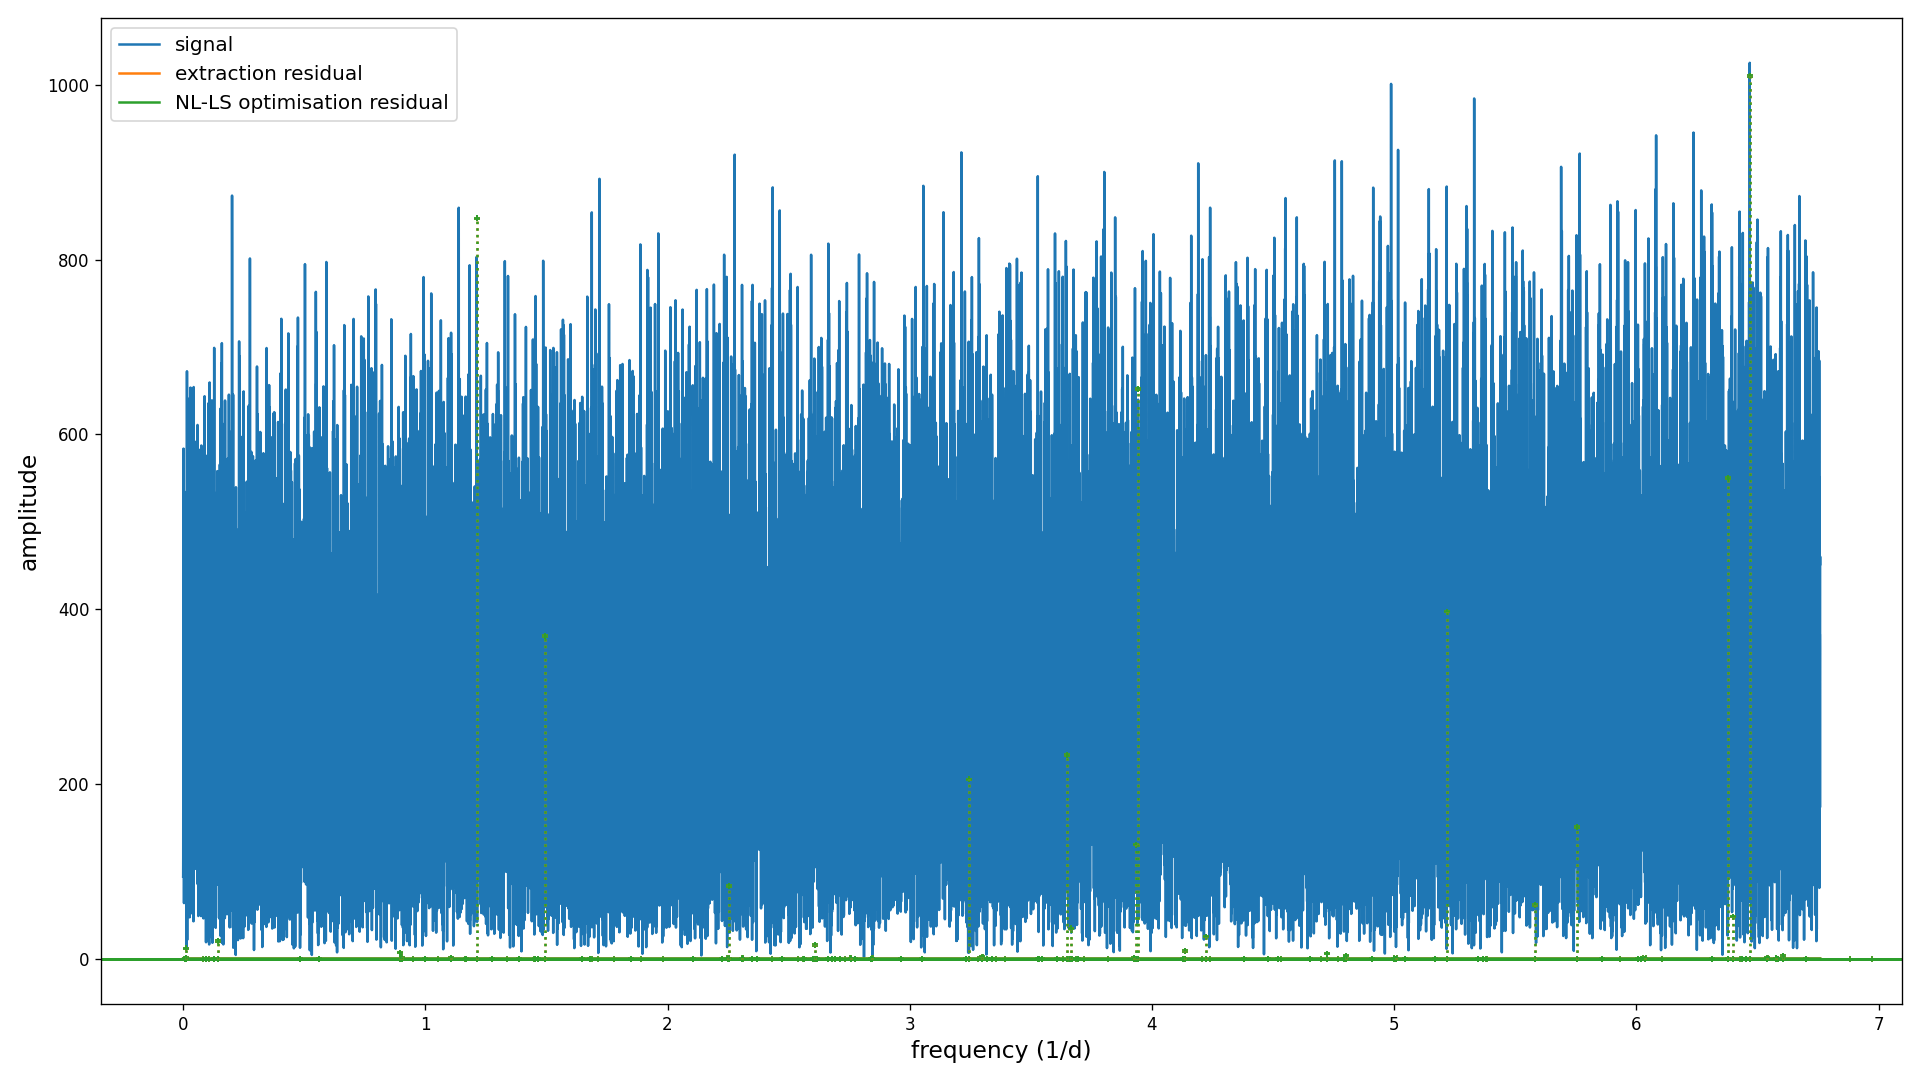 signal
extraction residual
NL-LS optimisation residual
1000
800
600
400
200
0
amplitude
0 1 2 3 4 5 6 7
frequency (1/d)